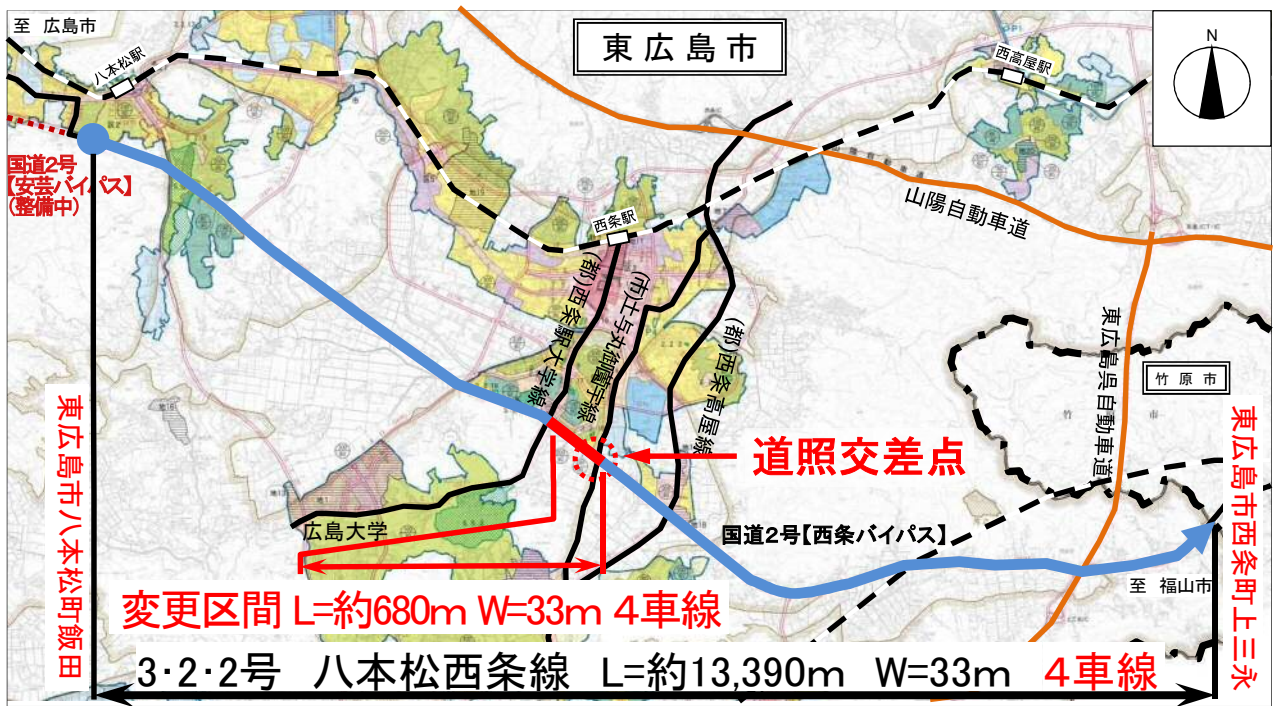 至 広島市
八本松駅
東広島市
西高屋駅
N
国道2号
【安芸バイパス】
(整備中)
西条駅
山陽自動車道
(都)西条駅大学線
(市)辻与丸御薗宇線
(都)西条高屋線
東広島呉自動車道
竹原市
道照交差点
広島大学
国道2号【西条バイパス】
至 福山市
東広島市八本松町飯田
東広島市西条町上三永
変更区間 L=約680m W=33m 4車線
3・2・2号 八本松西条線 L=約13,390m W=33m 4車線